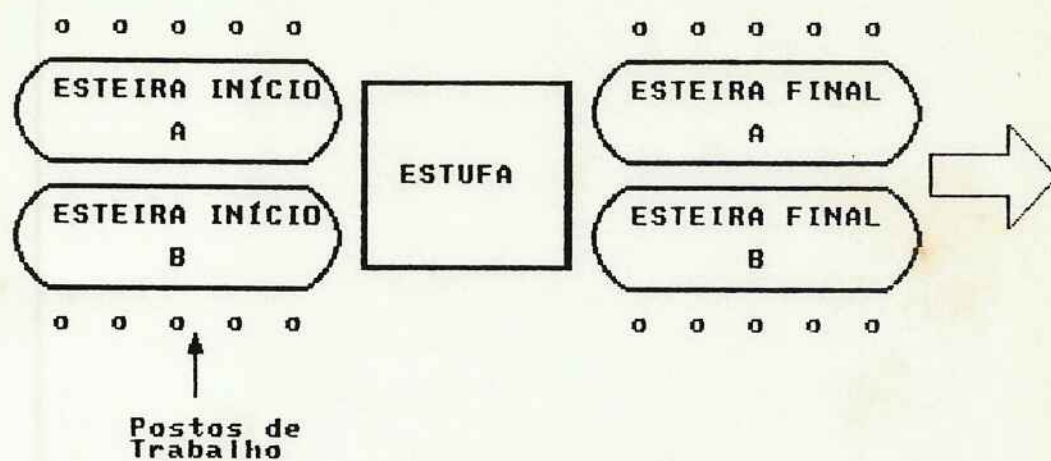 ESTEIRA INÍCIO
A
ESTEIRA INÍCIO
B
ESTUFA
ESTEIRA FINAL
A
ESTEIRA FINAL
B
Postos de
Trabalho